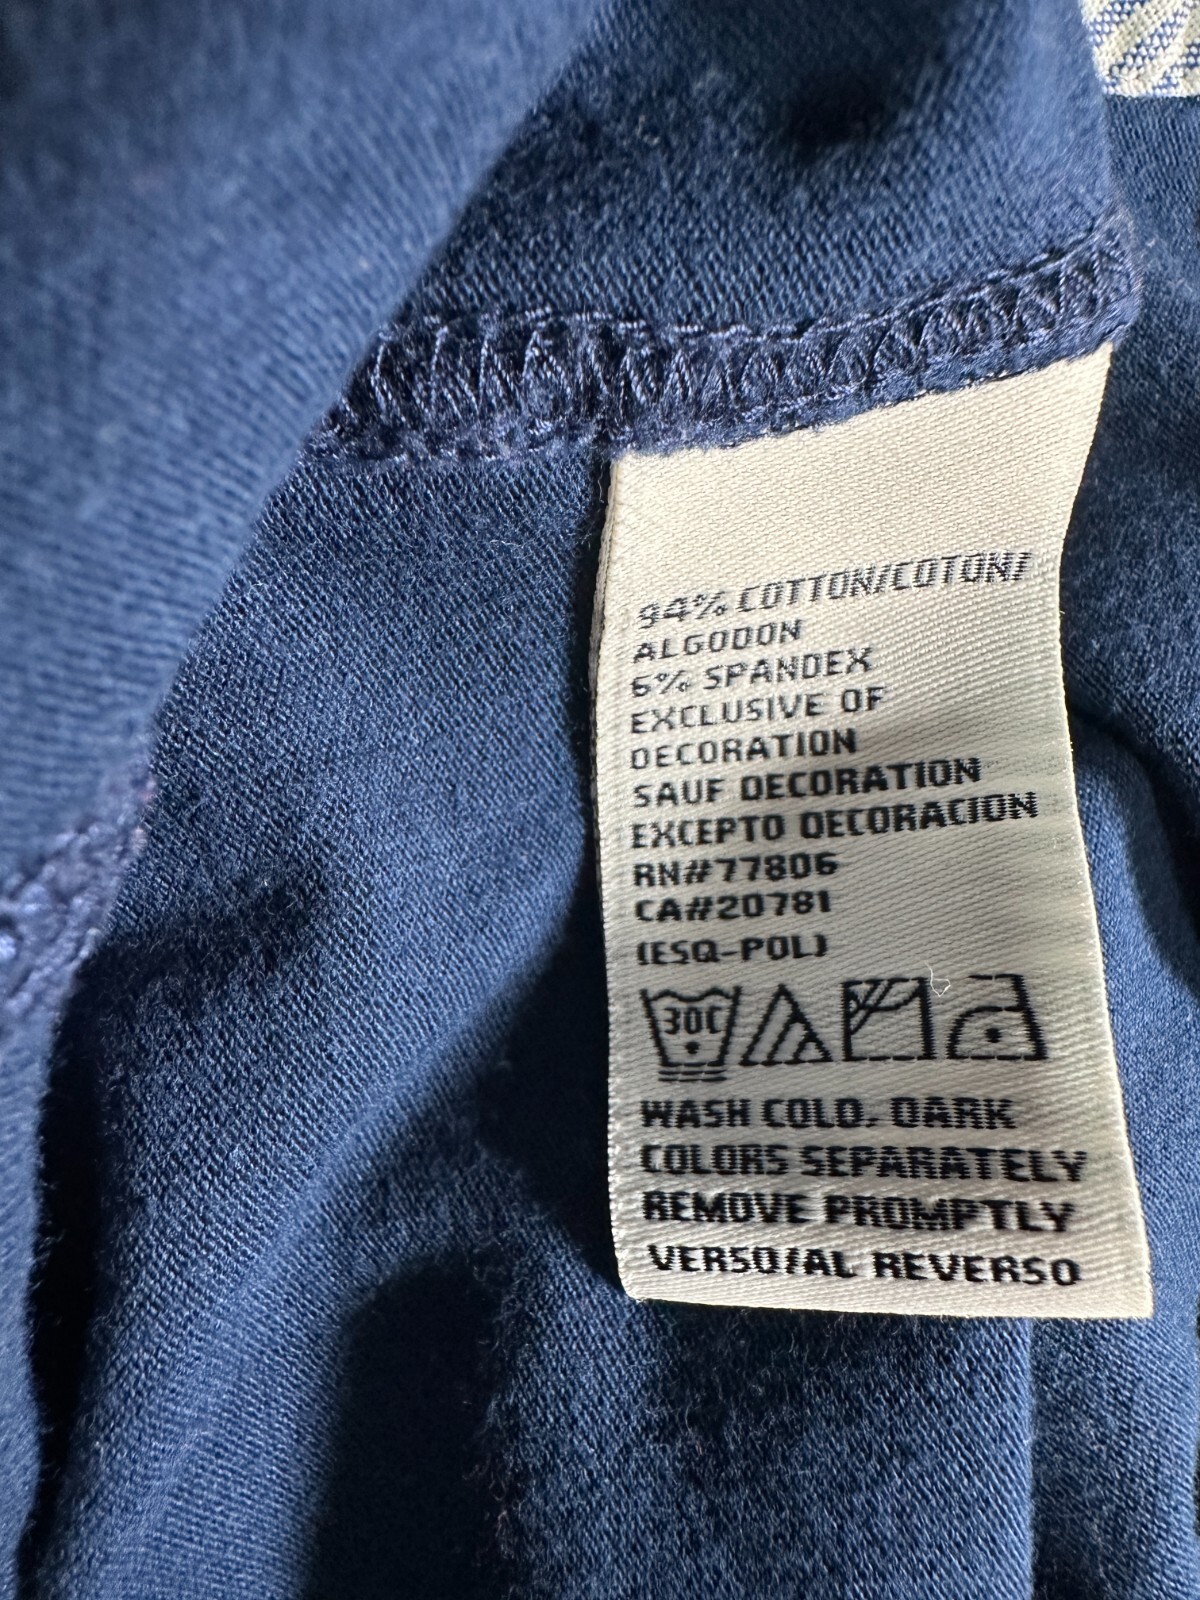 94% COTTON/COTON/
ALGODON
6% SPANDEX
EXCLUSIVE OF
DECORATION
SAUF DECORATION
EXCEPTO DECORACION
RN#77806
CA#20781
(ESQ-POL)
30C
WASH COLD, DARK
COLORS SEPARATELY
REMOVE PROMPTLY
VERSO/AL REVERSO